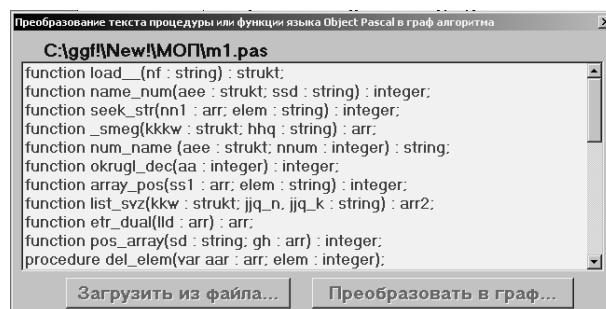 Преобразование текста процедуры или функции языка Object Pascal в граф алгоритма
C:\ggf!\New!\МОП\m1.pas
function load__(nf : string) : strukt;
function name_num(aee : strukt; ssd : string) : integer;
function seek_str(nn1 : arr; elem : string) : integer;
function _smeg(kkkw : strukt; hhq : string) : arr;
function num_name (aee : strukt; nnum : integer) : string;
function okrugl_dec(aa : integer) : integer;
function array_pos(ss1 : arr; elem : string) : integer;
function list_svz(kkw : strukt; jjq_n, jjq_k : string) : arr2;
function etr_dual(lld : arr) : arr;
function pos_array(sd : string; gh : arr) : integer;
procedure del_elem(var aar : arr; elem : integer);
Загрузить из файла... Преобразовать в граф...